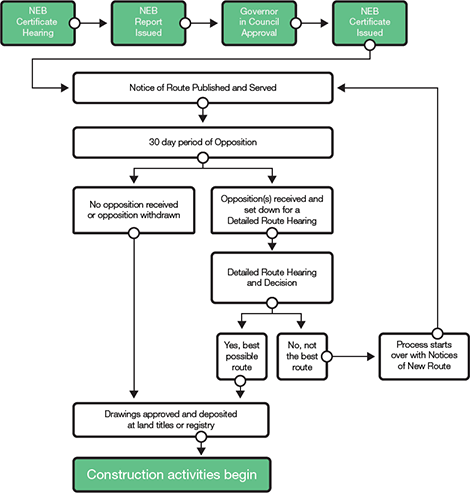 NEB
Certificate
Hearing
NEB
Report
Issued
Governor
in Council
Approval
NEB
Certificate
Issued
Notice of Route Published and Served
30 day period of Opposition
No opposition received
or opposition withdrawn
Opposition(s) received and
set down for a
Detailed Route Hearing
Detailed Route Hearing
and Decision
Yes, best
possible
route
No, not
the best
route
Process starts
over with Notices
of New Route
Drawings approved and deposited
at land titles or registry
Construction activities begin